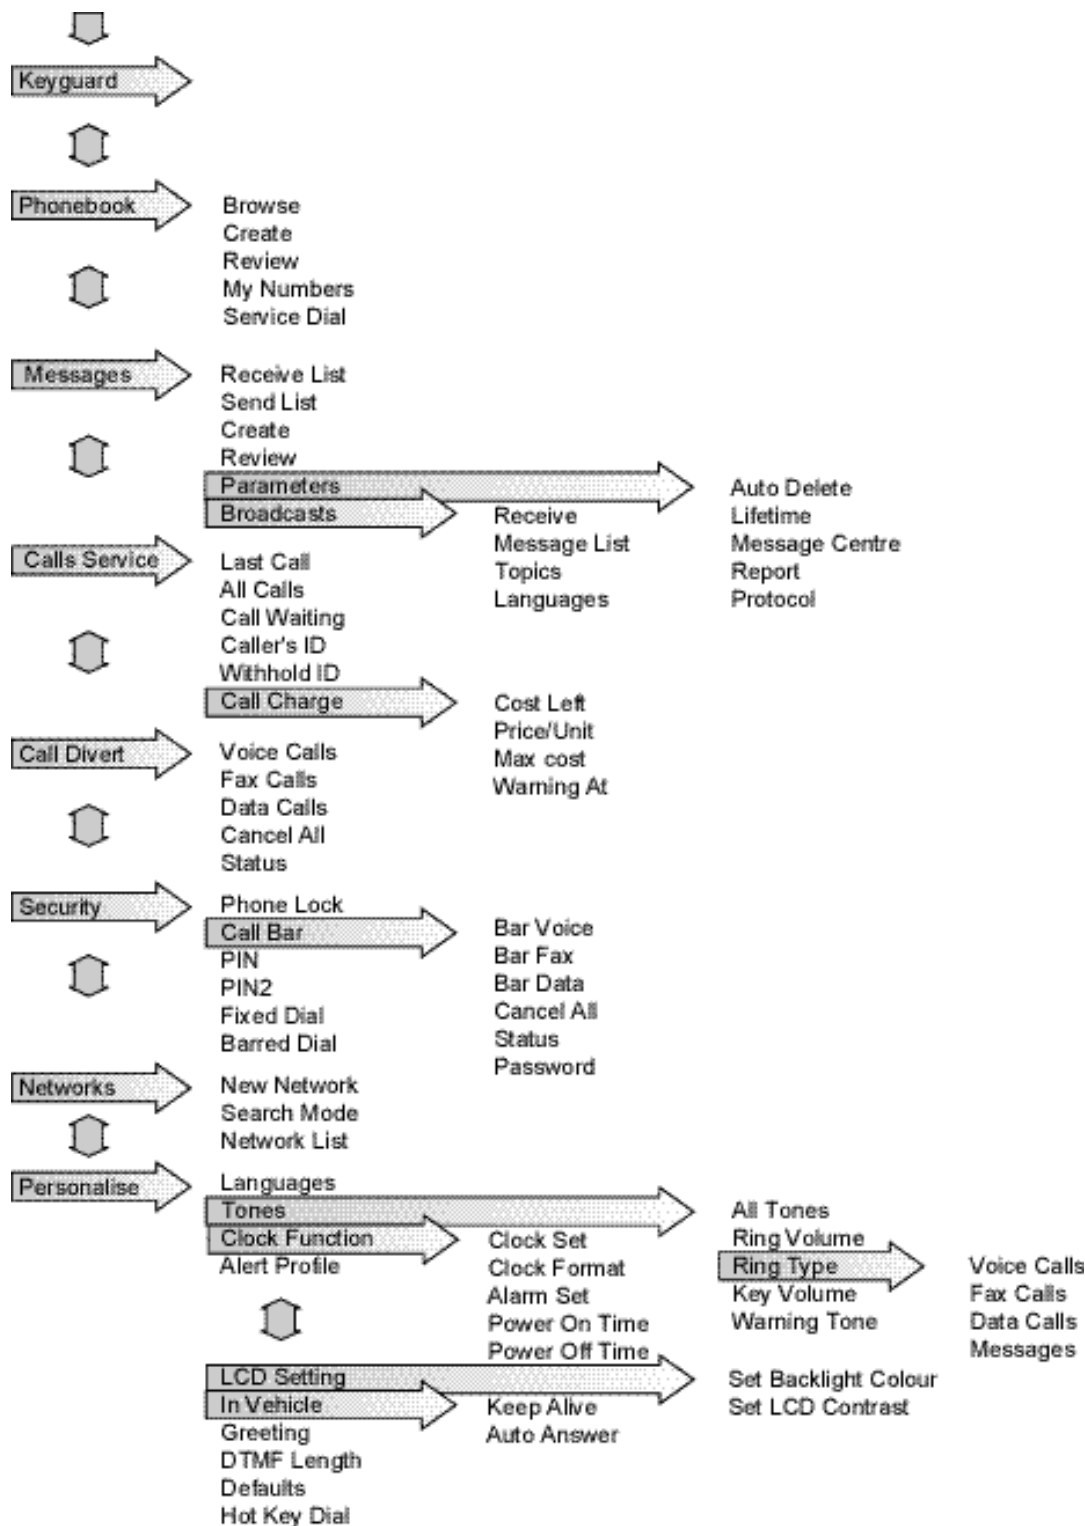 Keyguard
Phonebook
Browse
Create
Review
My Numbers
Service Dial
Messages
Receive List
Send List
Create
Review
Parameters
Auto Delete
Lifetime
Message Centre
Report
Protocol
Broadcasts
Receive
Message List
Topics
Languages
Calls Service
Last Call
All Calls
Call Waiting
Caller's ID
Withhold ID
Call Charge
Cost Left
Price/Unit
Max cost
Warning At
Call Divert
Voice Calls
Fax Calls
Data Calls
Cancel All
Status
Security
Phone Lock
Call Bar
Bar Voice
Bar Fax
Bar Data
Cancel All
Status
Password
PIN
PIN2
Fixed Dial
Barred Dial
Networks
New Network
Search Mode
Network List
Personalise
Languages
Tones
All Tones
Ring Volume
Ring Type
Voice Calls
Fax Calls
Data Calls
Messages
Key Volume
Warning Tone
Clock Function
Clock Set
Clock Format
Alarm Set
Power On Time
Power Off Time
Alert Profile
LCD Setting
Set Backlight Colour
Set LCD Contrast
In Vehicle
Keep Alive
Auto Answer
Greeting
DTMF Length
Defaults
Hot Key Dial